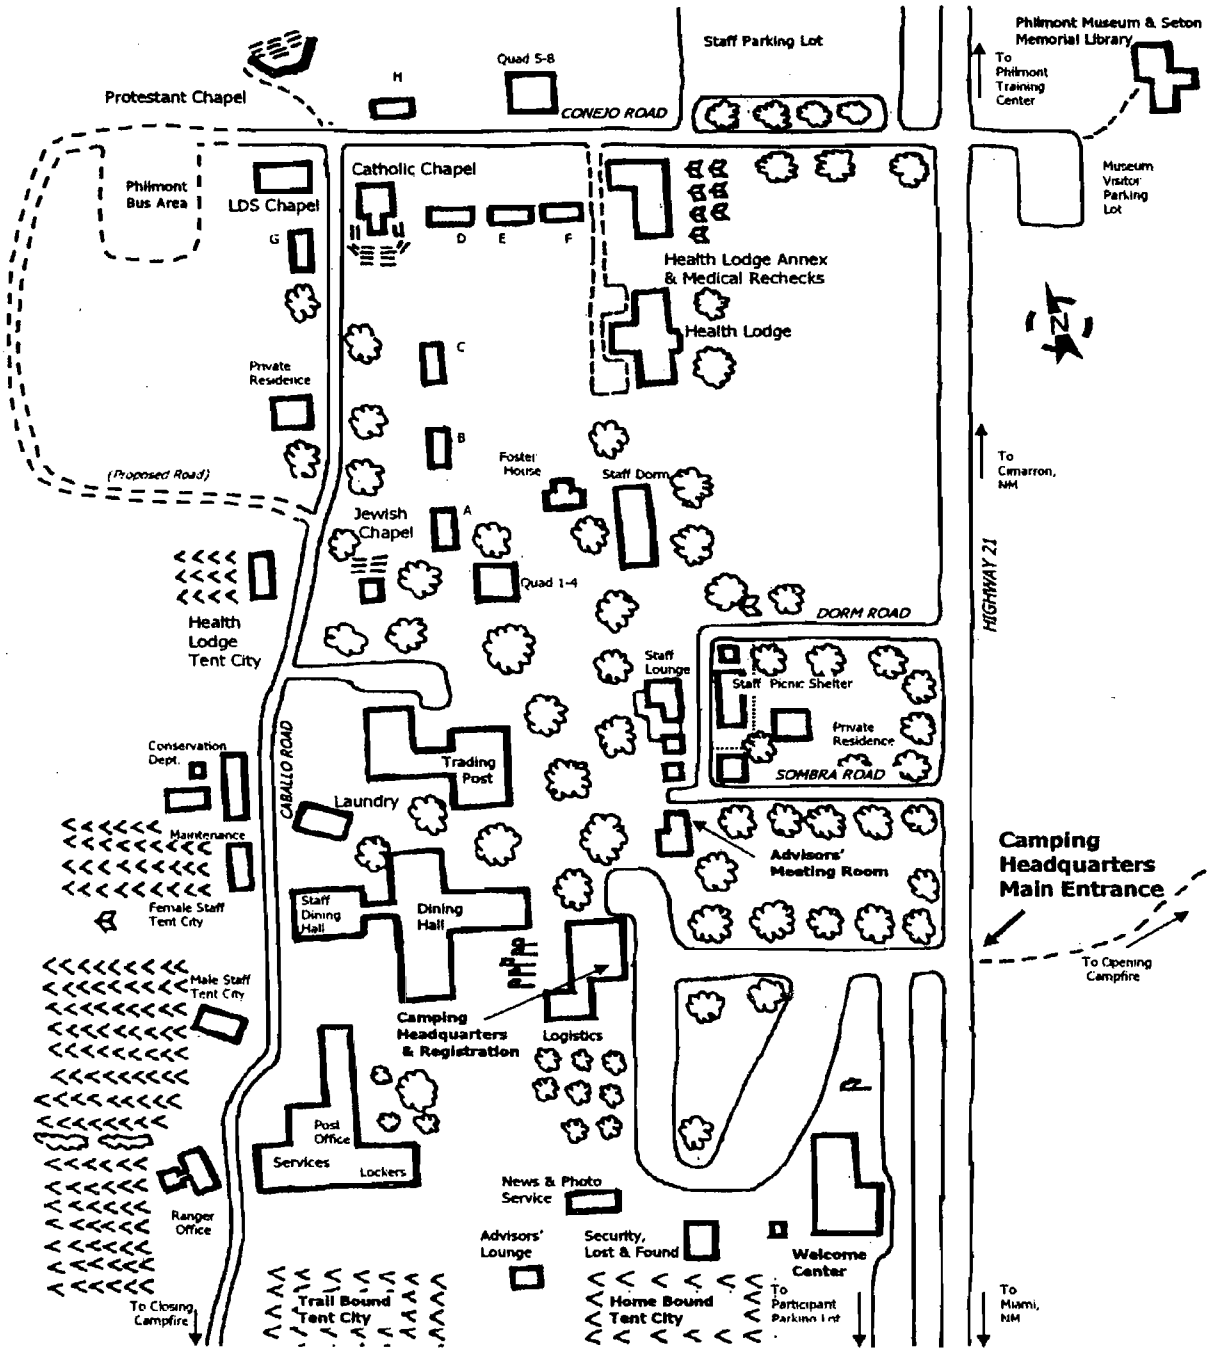 Philmont Museum & Seton
Memorial Library
Staff Parking Lot
To
Philmont
Training
Center
Quad 5-8
H
Protestant Chapel
CONEJO ROAD
Catholic Chapel
Philmont
Bus Area
LDS Chapel
Museum
Visitor
Parking
Lot
G
D
E
F
Health Lodge Annex
& Medical Rechecks
N
Health Lodge
C
Private
Residence
B
Foster
House
Staff Dorm
To
Cimarron,
NM
(Proposed Road)
Jewish
Chapel
A
HIGHWAY 21
Quad 1-4
Health
Lodge
Tent City
DORM ROAD
Staff
Lounge
Staff Picnic Shelter
Private
Residence
CABALLO ROAD
Conservation
Dept.
Trading
Post
SOMBRA ROAD
Laundry
Maintenance
Advisors'
Meeting Room
Camping
Headquarters
Main Entrance
Female Staff
Tent City
Staff
Dining
Hall
Dining
Hall
To Opening
Campfire
Male Staff
Tent City
Camping
Headquarters
& Registration
Logistics
Post
Office
Services
Lockers
News & Photo
Service
Ranger
Office
Advisors'
Lounge
Security,
Lost & Found
Welcome
Center
To Closing
Campfire
Trail Bound
Tent City
Home Bound
Tent City
To
Participant
Parking Lot
To
Miami,
NM